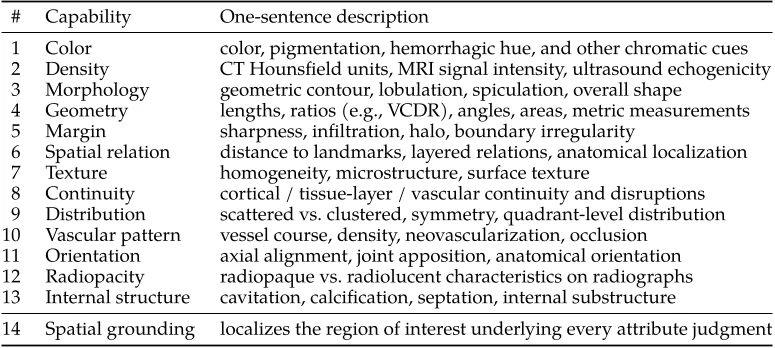 # Capability One-sentence description
1 Color color, pigmentation, hemorrhagic hue, and other chromatic cues
2 Density CT Hounsfield units, MRI signal intensity, ultrasound echogenicity
3 Morphology geometric contour, lobulation, spiculation, overall shape
4 Geometry lengths, ratios (e.g., VCDR), angles, areas, metric measurements
5 Margin sharpness, infiltration, halo, boundary irregularity
6 Spatial relation distance to landmarks, layered relations, anatomical localization
7 Texture homogeneity, microstructure, surface texture
8 Continuity cortical / tissue-layer / vascular continuity and disruptions
9 Distribution scattered vs. clustered, symmetry, quadrant-level distribution
10 Vascular pattern vessel course, density, neovascularization, occlusion
11 Orientation axial alignment, joint apposition, anatomical orientation
12 Radiopacity radiopaque vs. radiolucent characteristics on radiographs
13 Internal structure cavitation, calcification, septation, internal substructure
14 Spatial grounding localizes the region of interest underlying every attribute judgment